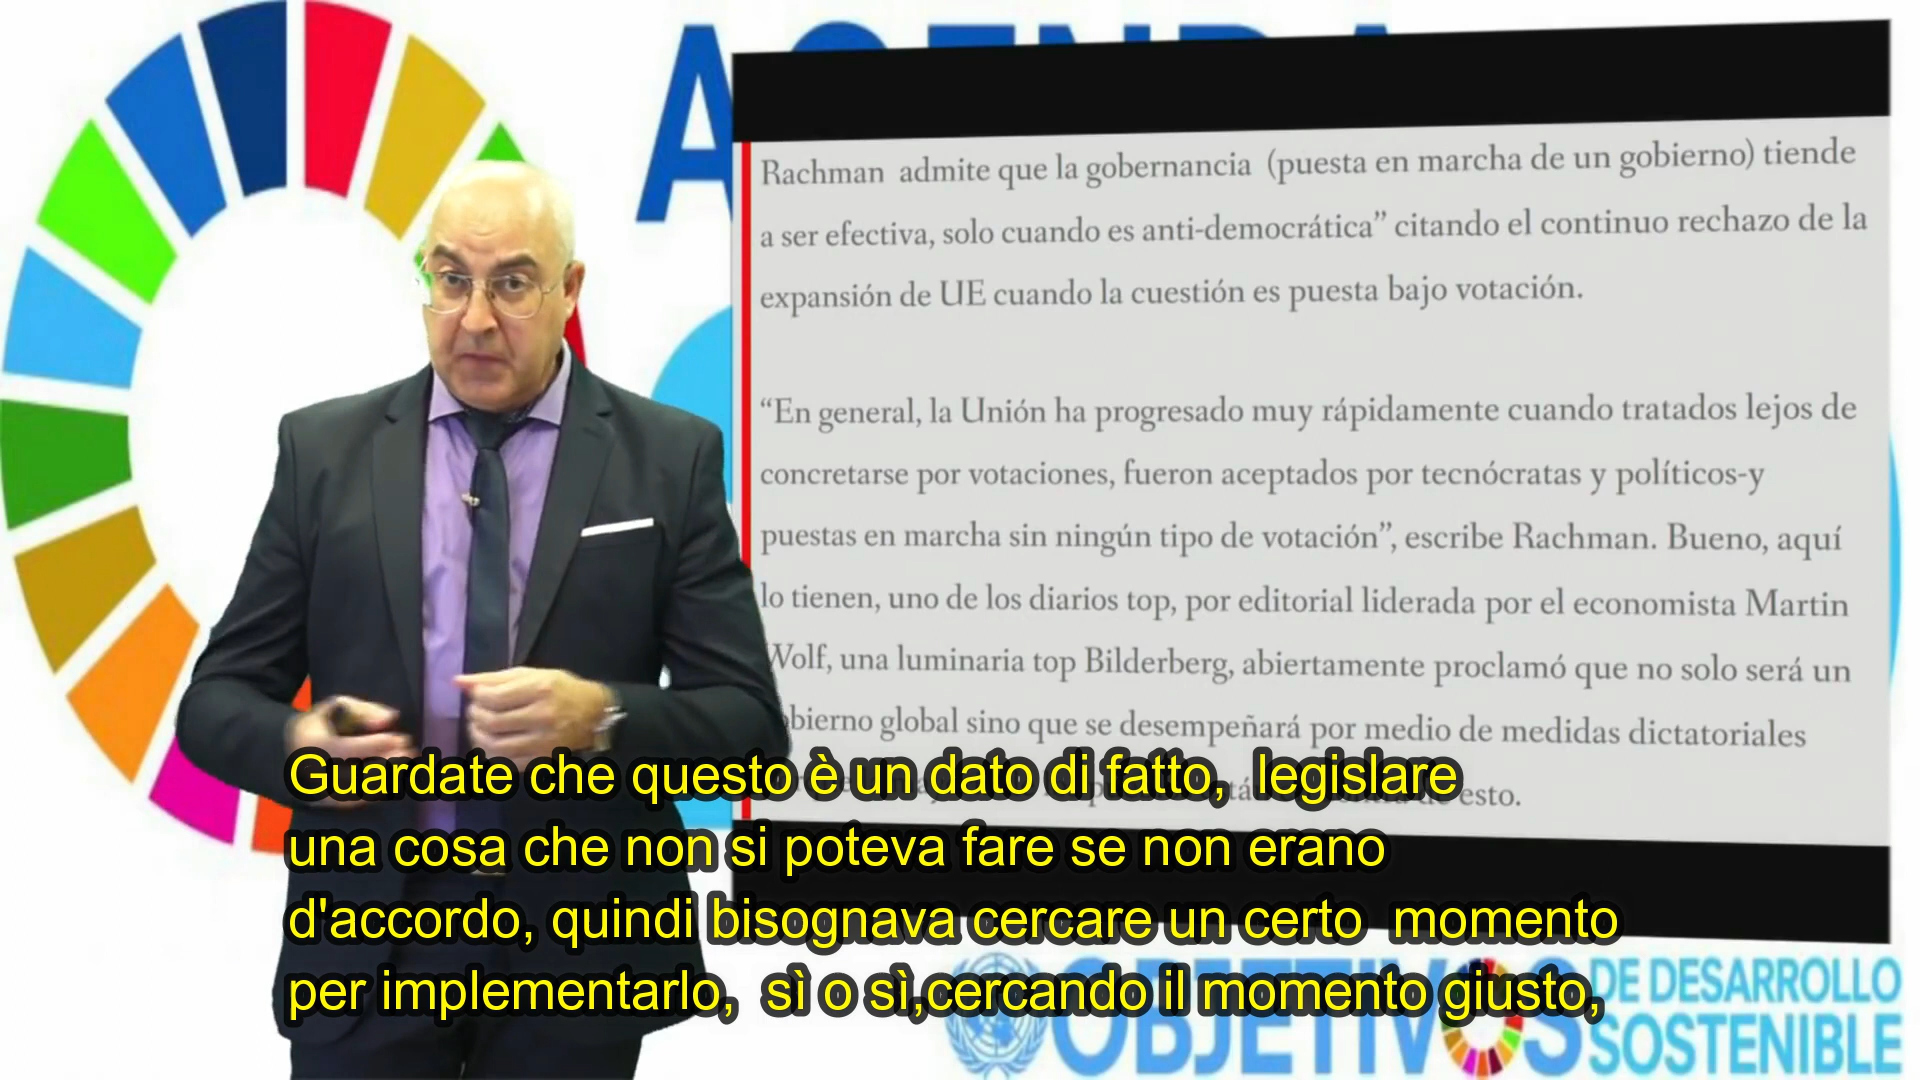 AGENDA
Rachman admite que la gobernancia (puesta en marcha de un gobierno) tiende
a ser efectiva, solo cuando es anti-democrática” citando el continuo rechazo de la
expansión de UE cuando la cuestión es puesta bajo votación.
“En general, la Unión ha progresado muy rápidamente cuando tratados lejos de
concretarse por votaciones, fueron aceptados por tecnócratas y políticos-y
puestas en marcha sin ningún tipo de votación”, escribe Rachman. Bueno, aquí
lo tienen, uno de los diarios top, por editorial liderada por el economista Martin
Wolf, una luminaria top Bilderberg, abiertamente proclamó que no solo será un
gobierno global sino que se desempeñará por medio de medidas dictatoriales
esto.
Guardate che questo è un dato di fatto, legislare
una cosa che non si poteva fare se non erano
d'accordo, quindi bisognava cercare un certo momento
per implementarlo, sì o sì,cercando il momento giusto,
OBJETIVOS DE DESARROLLO
SOSTENIBLE